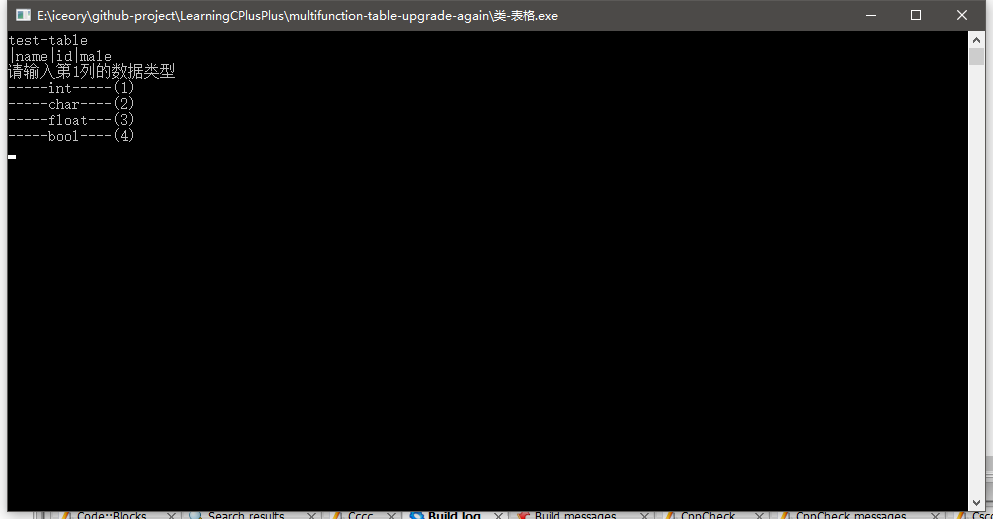 E:\iceory\github-project\LearningCPlusPlus\multifunction-table-upgrade-again\类-表格.exe
test-table
|name|id|male
请输入第1列的数据类型
-----int-----(1)
-----char----(2)
-----float---(3)
-----bool----(4)
Code::Blocks Search results Cccc Build log Build messages CppCheck CppCheck messages Cscc